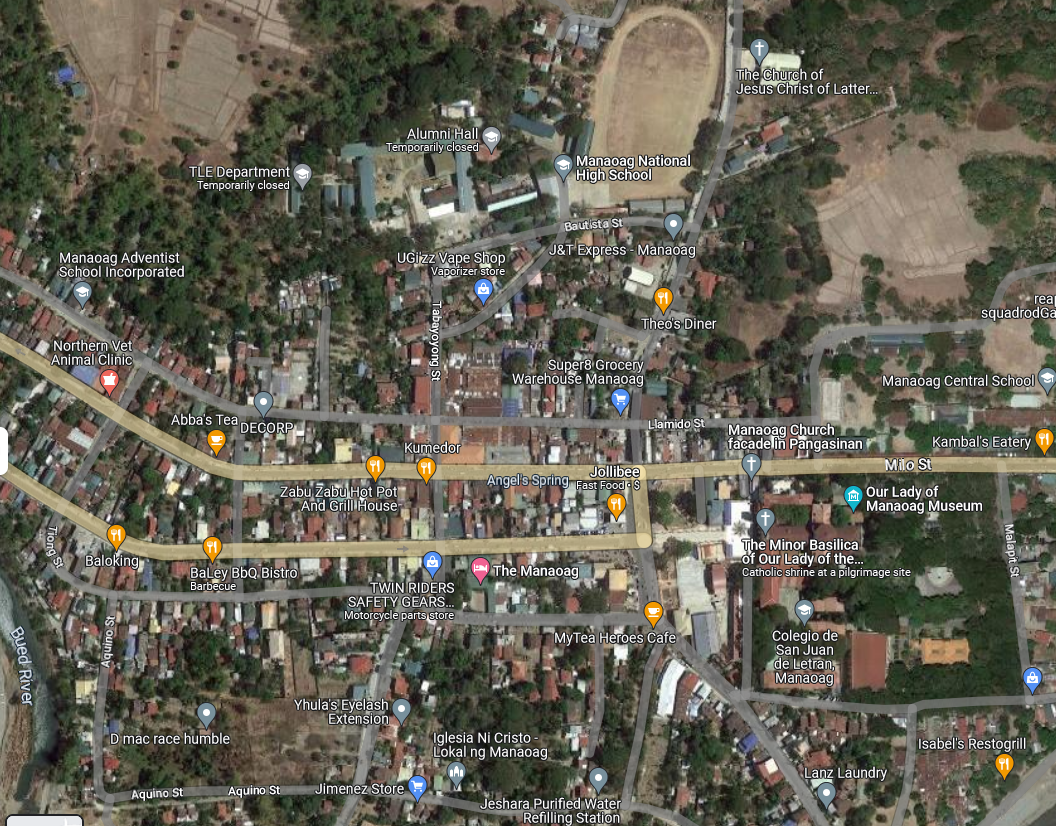 The Church of
Jesus Christ of Latter...
Alumni Hall
Temporarily closed
Manaoag National
High School
TLE Department
Temporarily closed
Bautista St
J&T Express - Manaoag
UGizz Vape Shop
Vaporizer store
Manaoag Adventist
School Incorporated
Tabayoyong St
Theo's Diner
squadrodGa
Northern Vet
Animal Clinic
Super8 Grocery
Warehouse Manaoag
Manaoag Central School
Abba's Tea
DECORP
Llamido St
Manaoag Church
facade in Pangasinan
Kambal's Eatery
Kumedor
Milo St
Jollibee
Fast Food • $
Angel's Spring
Zabu Zabu Hot Pot
And Grill House
Our Lady of
Manaoag Museum
Tiong St
Baloking
BaLey BbQ Bistro
Barbecue
The Manaoag
The Minor Basilica
of Our Lady of the...
Catholic shrine at a pilgrimage site
Malapit St
TWIN RIDERS
SAFETY GEARS...
Motorcycle parts store
MyTea Heroes Cafe
Colegio de
San Juan
de Letran,
Manaoag
Aquino St
Bued River
Yhula's Eyelash
Extension
D mac race humble
Iglesia Ni Cristo -
Lokal ng Manaoag
Isabel's Restogrill
Lanz Laundry
Aquino St
Aquino St
Jimenez Store
Jeshara Purified Water
Refilling Station